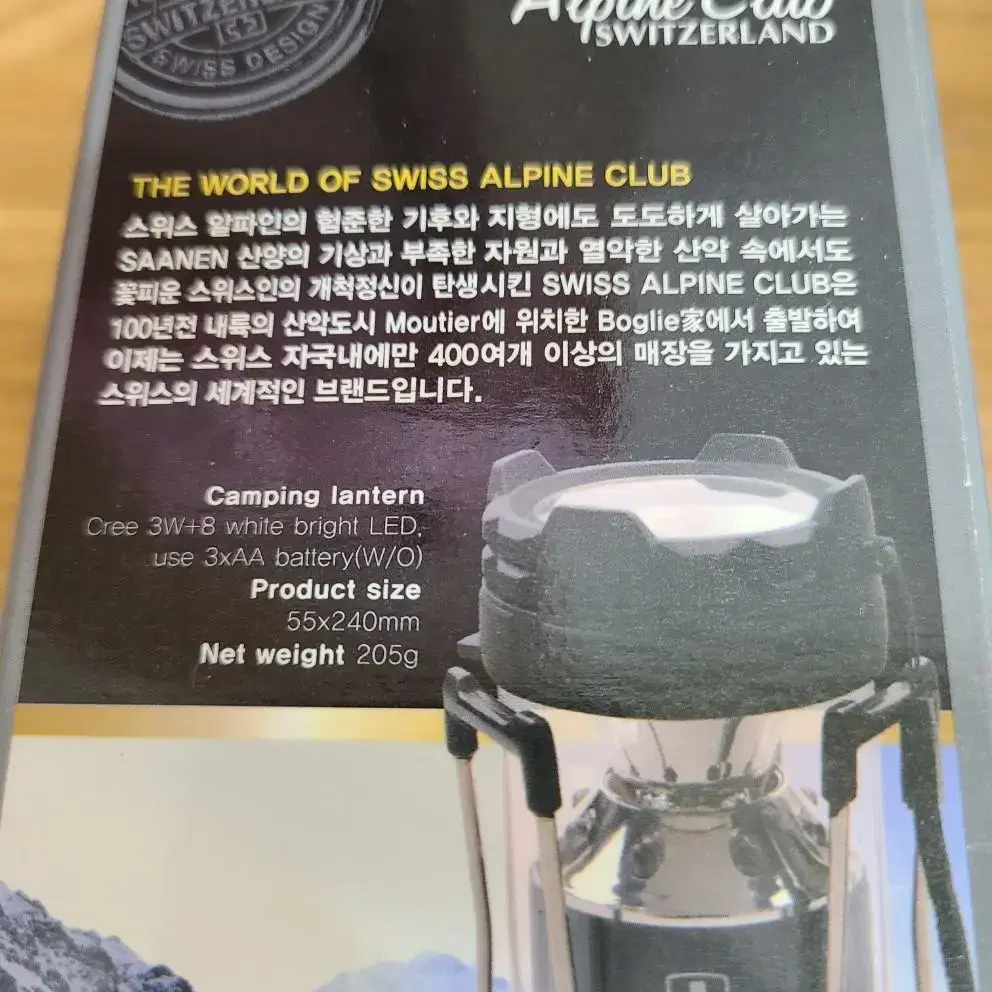 SWITZERLAND
SWISS DESIGN
Alpine Club
SWITZERLAND
THE WORLD OF SWISS ALPINE CLUB
스위스 알파인의 험준한 기후와 지형에도 도도하게 살아가는
SAANEN 산양의 기상과 부족한 자원과 열악한 산악 속에서도
꽃피운 스위스인의 개척정신이 탄생시킨 SWISS ALPINE CLUB은
100년전 내륙의 산악도시 Moutier에 위치한 Boglie家에서 출발하여
이제는 스위스 자국내에만 400여개 이상의 매장을 가지고 있는
스위스의 세계적인 브랜드입니다.
Camping lantern
Cree 3W+8 white bright LED,
use 3xAA battery(W/O)
Product size
55x240mm
Net weight 205g